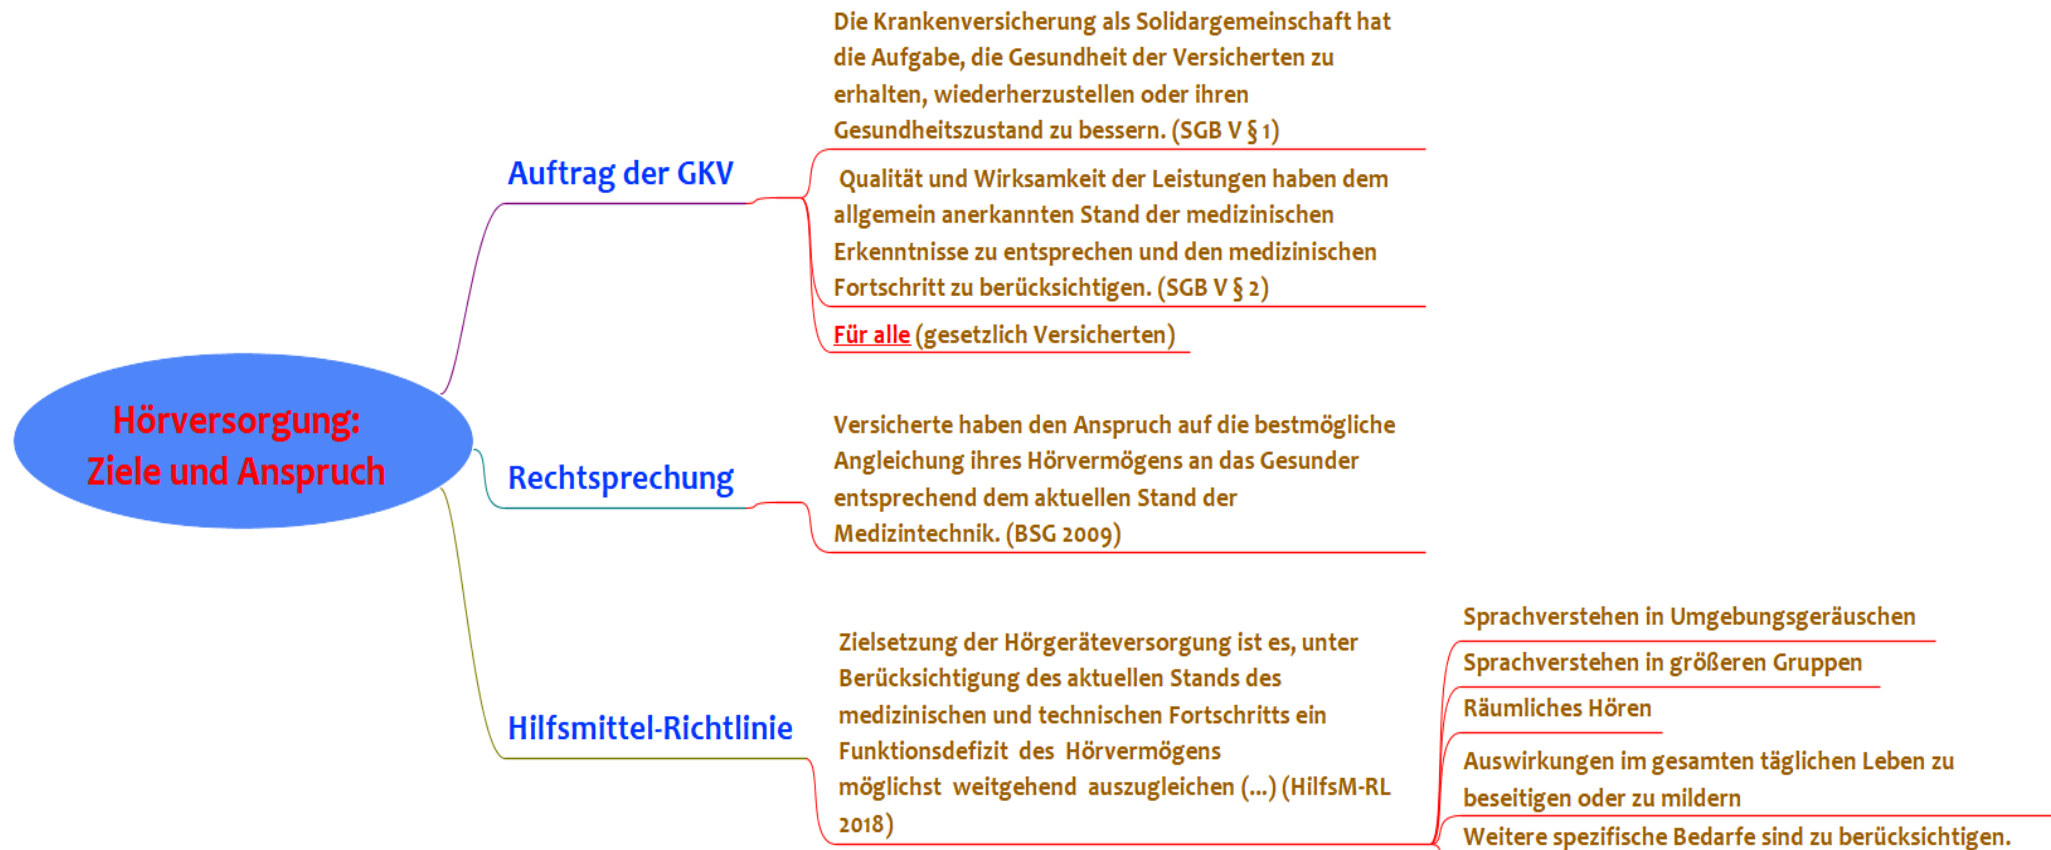 Hörversorgung:
Ziele und Anspruch
Auftrag der GKV
Die Krankenversicherung als Solidargemeinschaft hat
die Aufgabe, die Gesundheit der Versicherten zu
erhalten, wiederherzustellen oder ihren
Gesundheitszustand zu bessern. (SGB V § 1)
Qualität und Wirksamkeit der Leistungen haben dem
allgemein anerkannten Stand der medizinischen
Erkenntnisse zu entsprechen und den medizinischen
Fortschritt zu berücksichtigen. (SGB V § 2)
Für alle (gesetzlich Versicherten)
Rechtsprechung
Versicherte haben den Anspruch auf die bestmögliche
Angleichung ihres Hörvermögens an das Gesunder
entsprechend dem aktuellen Stand der
Medizintechnik. (BSG 2009)
Hilfsmittel-Richtlinie
Zielsetzung der Hörgeräteversorgung ist es, unter
Berücksichtigung des aktuellen Stands des
medizinischen und technischen Fortschritts ein
Funktionsdefizit des Hörvermögens
möglichst weitgehend auszugleichen (...) (HilfsM-RL
2018)
Sprachverstehen in Umgebungsgeräuschen
Sprachverstehen in größeren Gruppen
Räumliches Hören
Auswirkungen im gesamten täglichen Leben zu
beseitigen oder zu mildern
Weitere spezifische Bedarfe sind zu berücksichtigen.